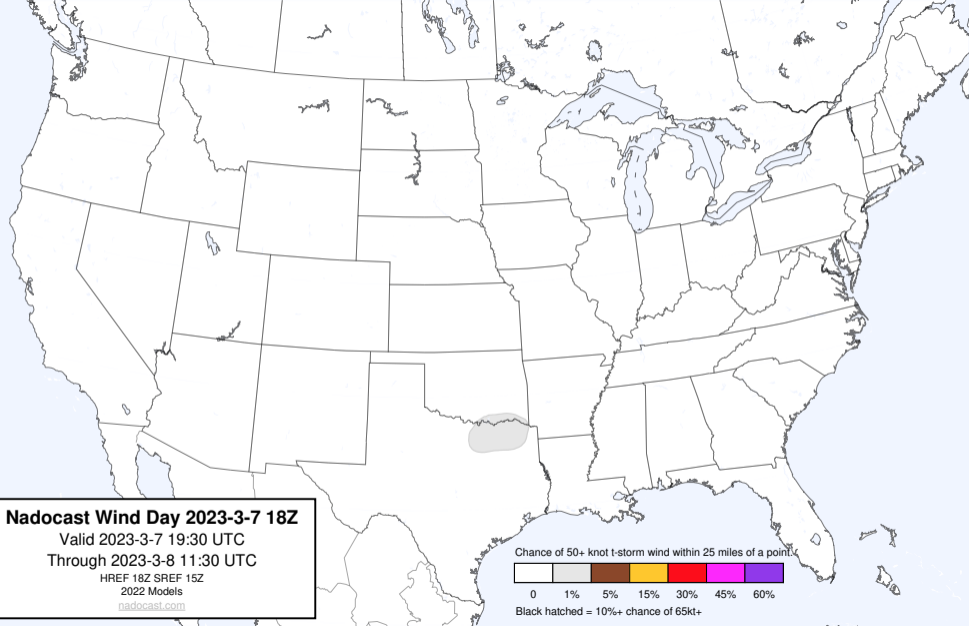 Nadocast Wind Day 2023-3-7 18Z
Valid 2023-3-7 19:30 UTC
Through 2023-3-8 11:30 UTC
HREF 18Z SREF 15Z
2022 Models
nadocast.com
Chance of 50+ knot t-storm wind within 25 miles of a point.
0 1% 5% 15% 30% 45% 60%
Black hatched = 10%+ chance of 65kt+